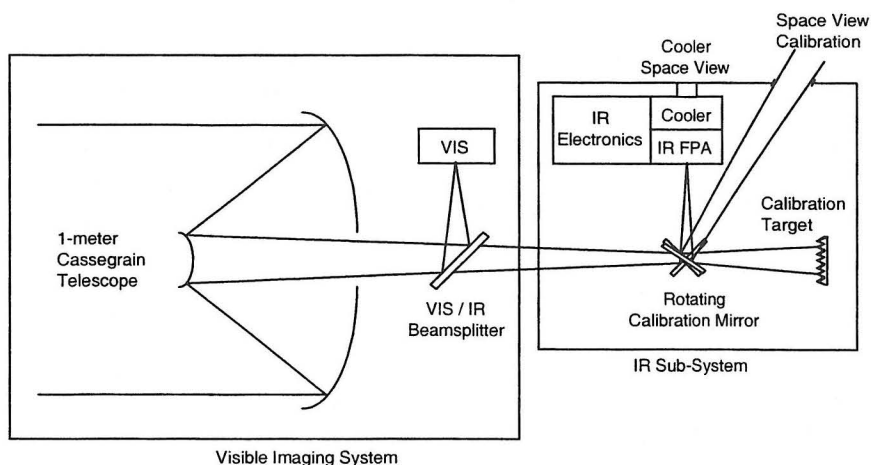 Space View
Calibration
Cooler
Space View
VIS
IR
Electronics
Cooler
IR FPA
Calibration
Target
1-meter
Cassegrain
Telescope
VIS / IR
Beamsplitter
Rotating
Calibration Mirror
IR Sub-System
Visible Imaging System